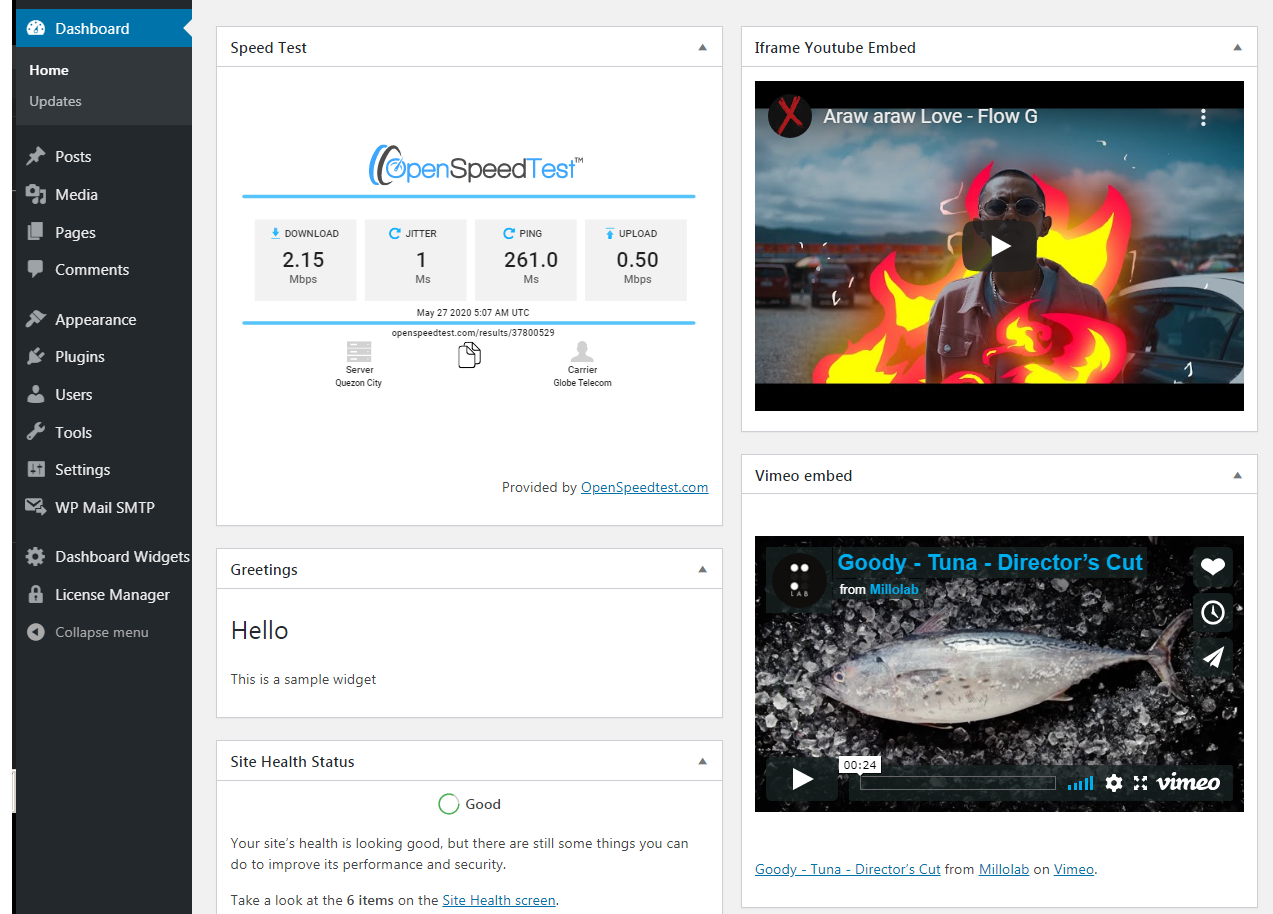 Dashboard
Home
Updates
Posts
Media
Pages
Comments
Appearance
Plugins
Users
Tools
Settings
WP Mail SMTP
Dashboard Widgets
License Manager
Collapse menu
Speed Test
OpenSpeedTest™
DOWNLOAD
2.15
Mbps
JITTER
1
Ms
PING
261.0
Ms
UPLOAD
0.50
Mbps
May 27 2020 5:07 AM UTC
openspeedtest.com/results/37800529
Server
Quezon City
Carrier
Globe Telecom
Provided by OpenSpeedtest.com
Greetings
Hello
This is a sample widget
Site Health Status
Good
Your site's health is looking good, but there are still some things you can
do to improve its performance and security.
Take a look at the 6 items on the Site Health screen.
Iframe Youtube Embed
X
Araw araw Love - Flow G
Vimeo embed
LAB
Goody - Tuna - Director's Cut
from Millolab
00:24
vimeo
Goody - Tuna - Director's Cut from Millolab on Vimeo.